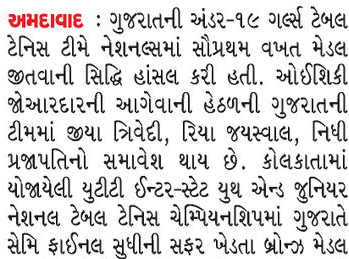 અમદાવાદ : ગુજરાતની અંડર-૧૯ ગર્લ્સ ટેબલ
ટેનિસ ટીમે નેશનલ્સમાં સૌપ્રથમ વખત મેડલ
જીતવાની સિદ્ધિ હાંસલ કરી હતી. ઓઈશિકી
જોઆરદારની આગેવાની હેઠળની ગુજરાતની
ટીમમાં જીયા ત્રિવેદી, રિયા જયસ્વાલ, નિધી
પ્રજાપતિનો સમાવેશ થાય છે. કોલકાતામાં
યોજાયેલી યુટીટી ઈન્ટર-સ્ટેટ યુથ એન્ડ જુનિયર
નેશનલ ટેબલ ટેનિસ ચેમ્પિયનશિપમાં ગુજરાતે
સેમિ ફાઈનલ સુધીની સફર ખેડતા બ્રોન્ઝ મેડલ